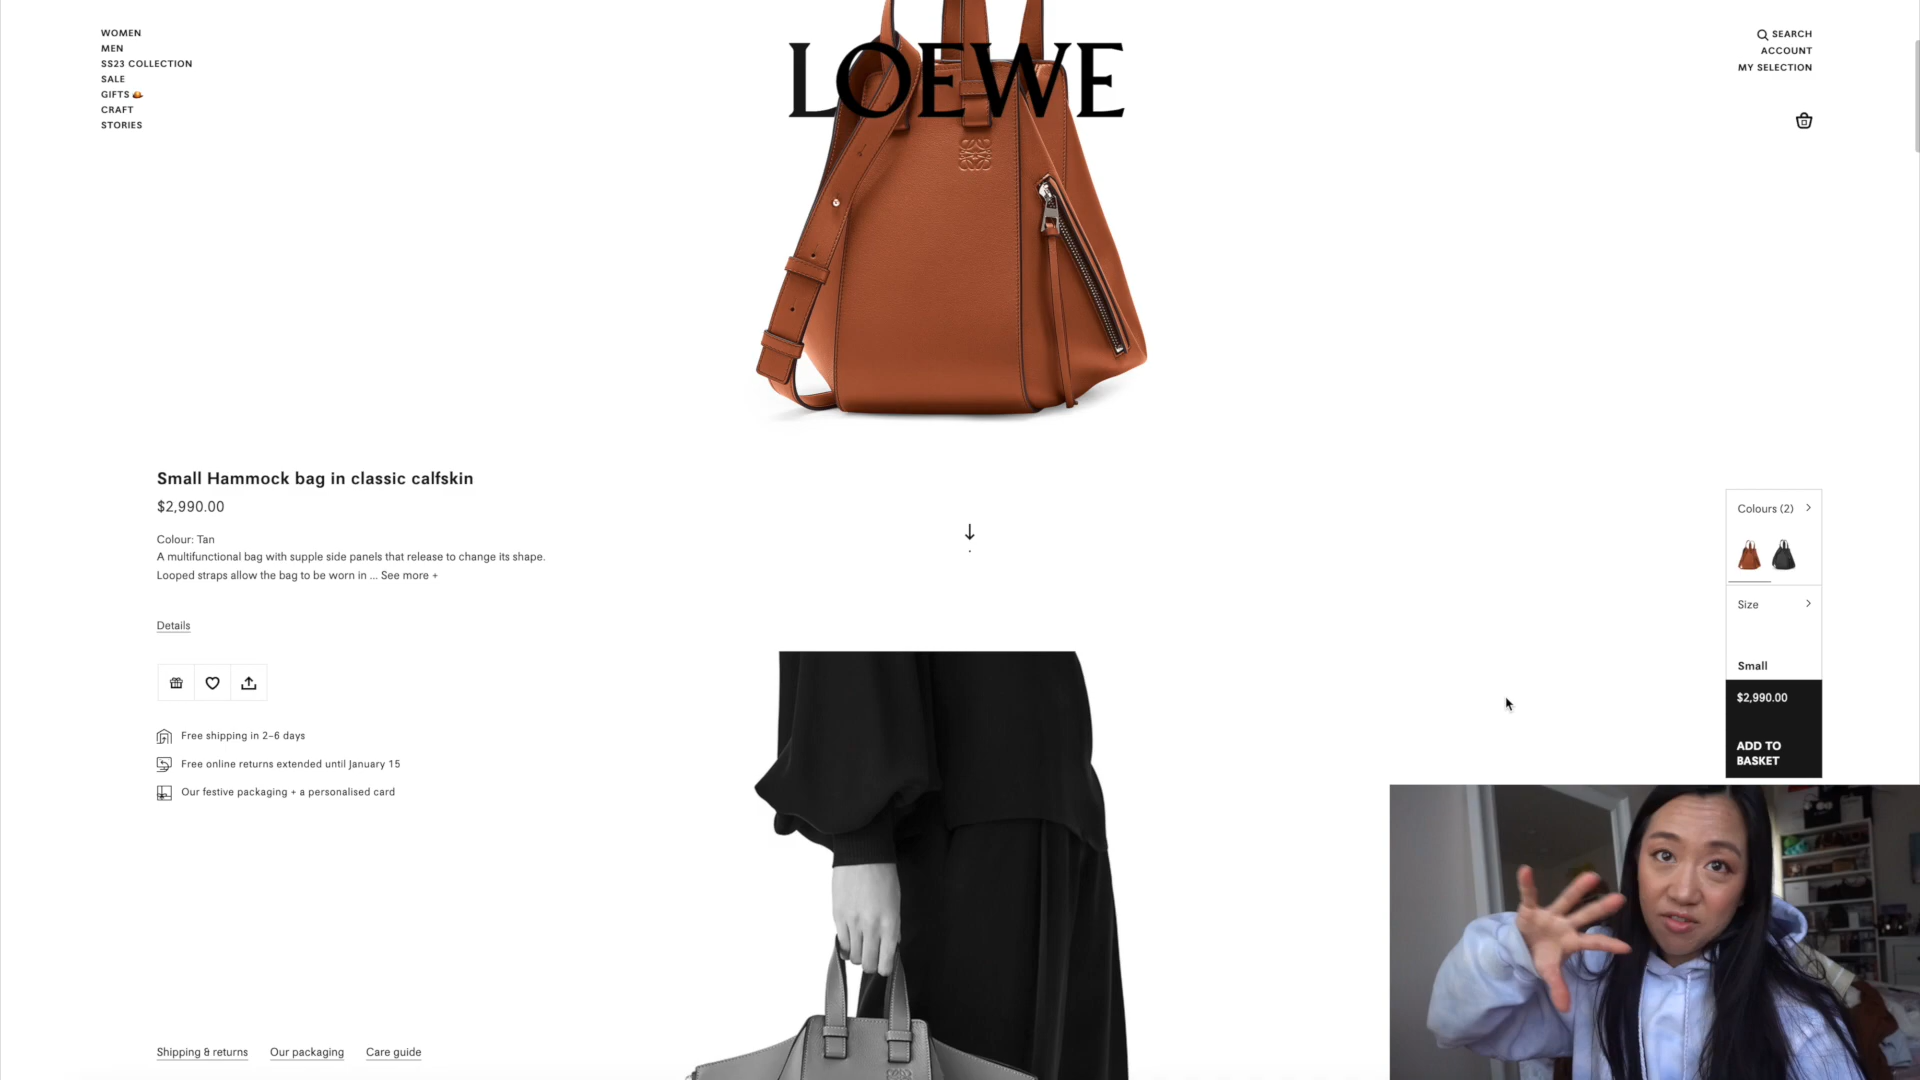 WOMEN
MEN
SS23 COLLECTION
SALE
GIFTS
CRAFT
STORIES
LOEWE
SEARCH
ACCOUNT
MY SELECTION
Small Hammock bag in classic calfskin
$2,990.00
Colour: Tan
A multifunctional bag with supple side panels that release to change its shape.
Looped straps allow the bag to be worn in ... See more +
Details
Free shipping in 2–6 days
Free online returns extended until January 15
Our festive packaging + a personalised card
Shipping & returns
Our packaging
Care guide
Colours (2)
Size
Small
$2,990.00
ADD TO
BASKET